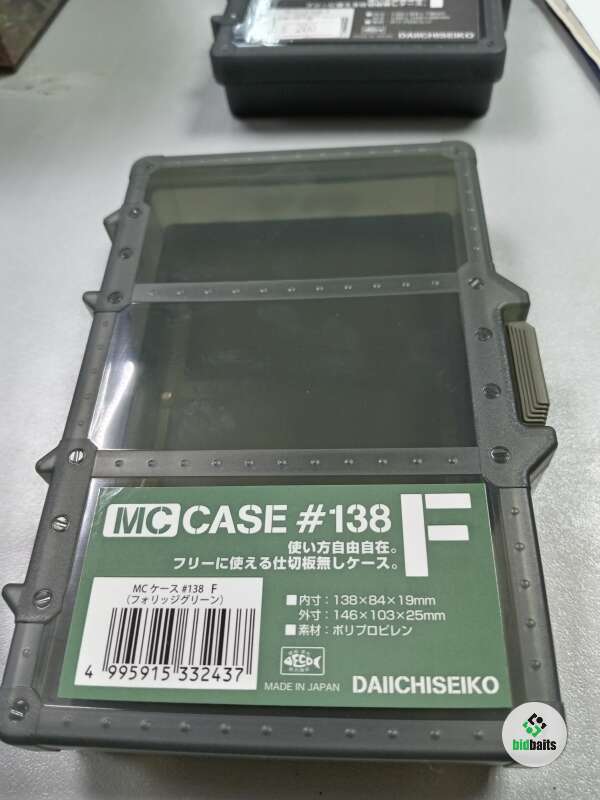 DAIICHISEIKO
MC CASE #138 F
使い方自由自在。
フリーに使える仕切板無しケース。
MC ケース #138 F
(フォリッジグリーン)
4 995915 332437
■内寸：138×84×19mm
外寸：146×103×25mm
■素材：ポリプロピレン
ECO
MADE IN JAPAN
DAIICHISEIKO
bidbaits